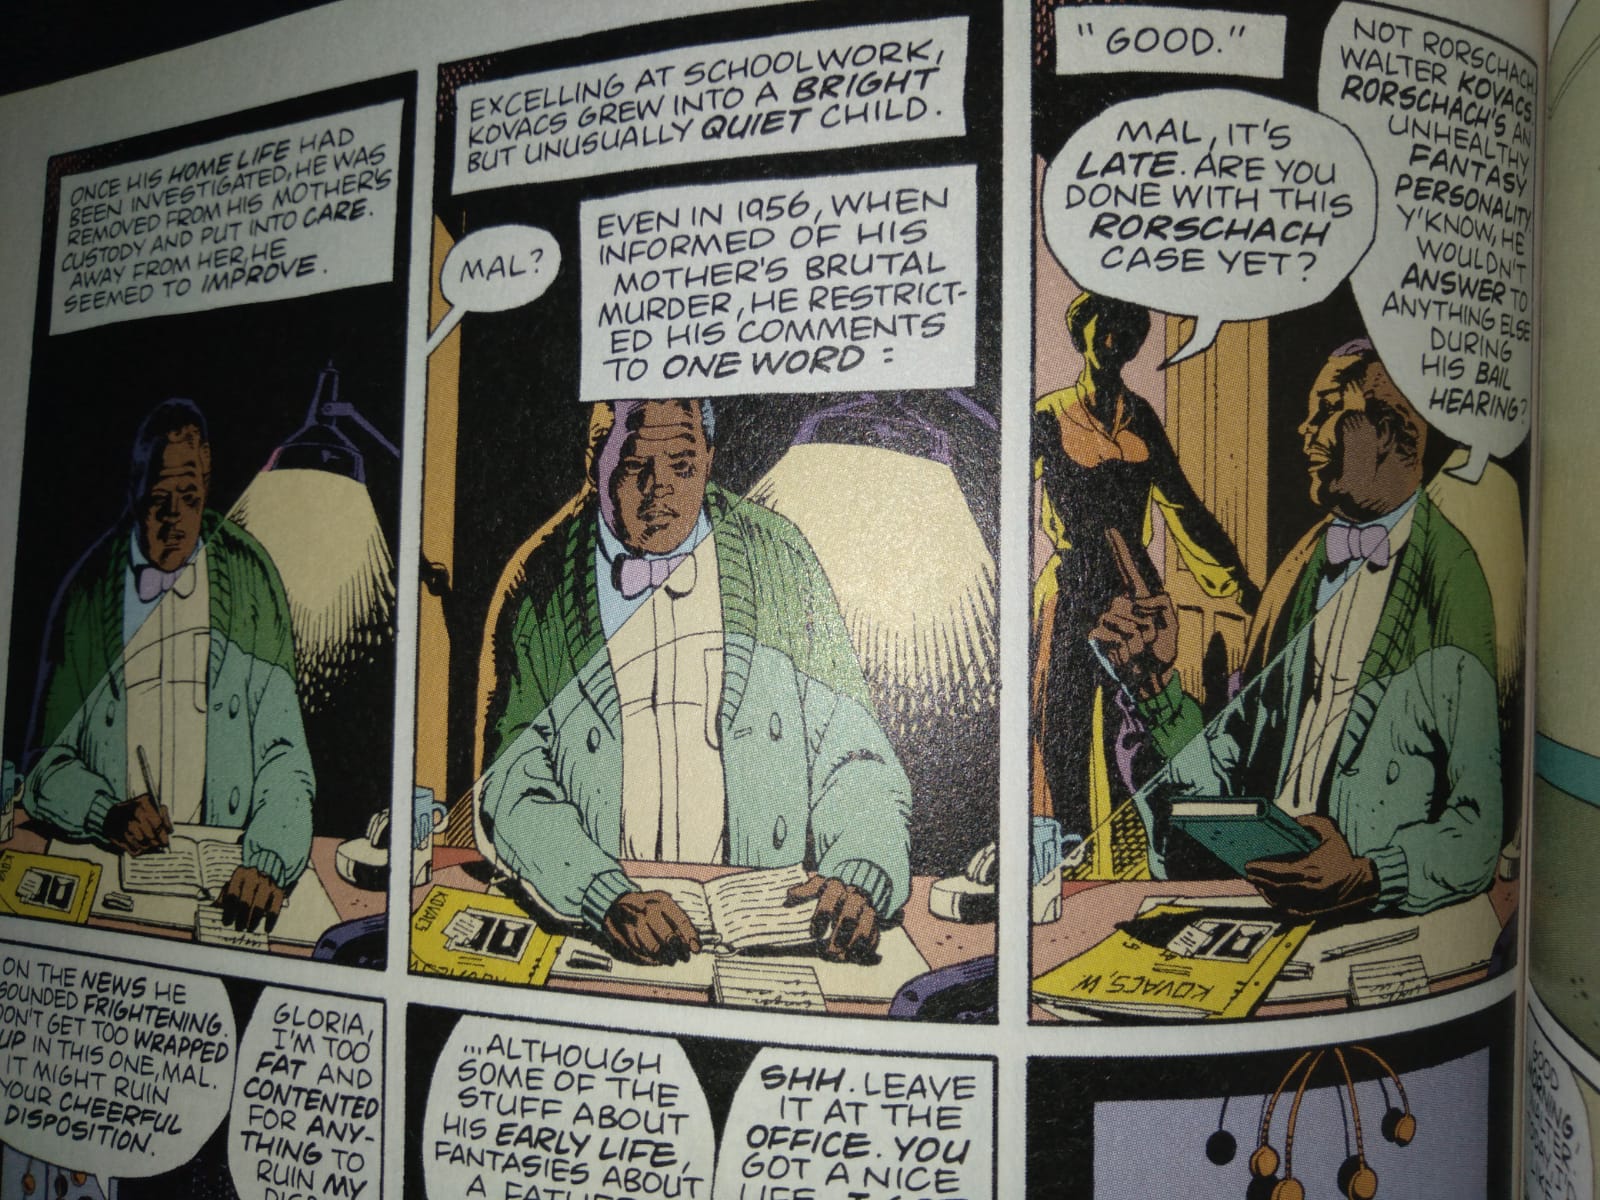 ONCE HIS HOME LIFE HAD
BEEN INVESTIGATED, HE WAS
REMOVED FROM HIS MOTHER'S
CUSTODY AND PUT INTO CARE.
AWAY FROM HER, HE
SEEMED TO IMPROVE.
EXCELLING AT SCHOOLWORK,
KOVACS GREW INTO A BRIGHT
BUT UNUSUALLY QUIET CHILD.
MAL?
EVEN IN 1956, WHEN
INFORMED OF HIS
MOTHER'S BRUTAL
MURDER, HE RESTRICT-
ED HIS COMMENTS
TO ONE WORD:
KOVACS
"GOOD."
MAL, IT'S
LATE. ARE YOU
DONE WITH THIS
RORSCHACH
CASE YET?
NOT RORSCHACH
WALTER KOVACS.
RORSCHACH'S AN
UNHEALTHY
FANTASY
PERSONALITY.
Y'KNOW, HE
WOULDN'T
ANSWER TO
ANYTHING ELSE
DURING
HIS BAIL
HEARING?
KOVACS, W.
ON THE NEWS HE
SOUNDED FRIGHTENING.
DON'T GET TOO WRAPPED
UP IN THIS ONE, MAL.
IT MIGHT RUIN
YOUR CHEERFUL
DISPOSITION.
GLORIA,
I'M TOO
FAT AND
CONTENTED
FOR ANY-
THING TO
RUIN MY
...ALTHOUGH
SOME OF THE
STUFF ABOUT
HIS EARLY LIFE,
FANTASIES ABOUT
A
SHH. LEAVE
IT AT THE
OFFICE. YOU
GOT A NICE
GOOD
MORNING,